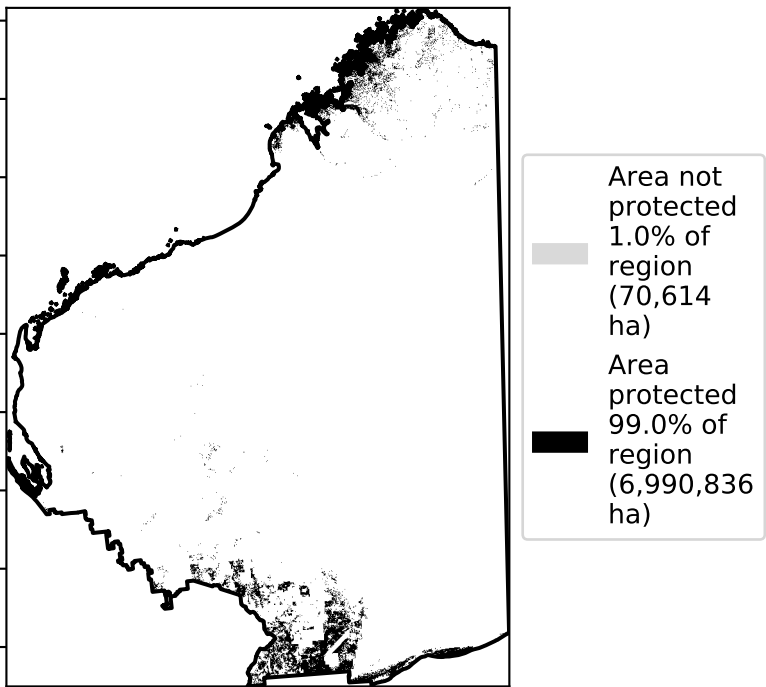 Area not
protected
1.0% of
region
(70,614
ha)
Area
protected
99.0% of
region
(6,990,836
ha)